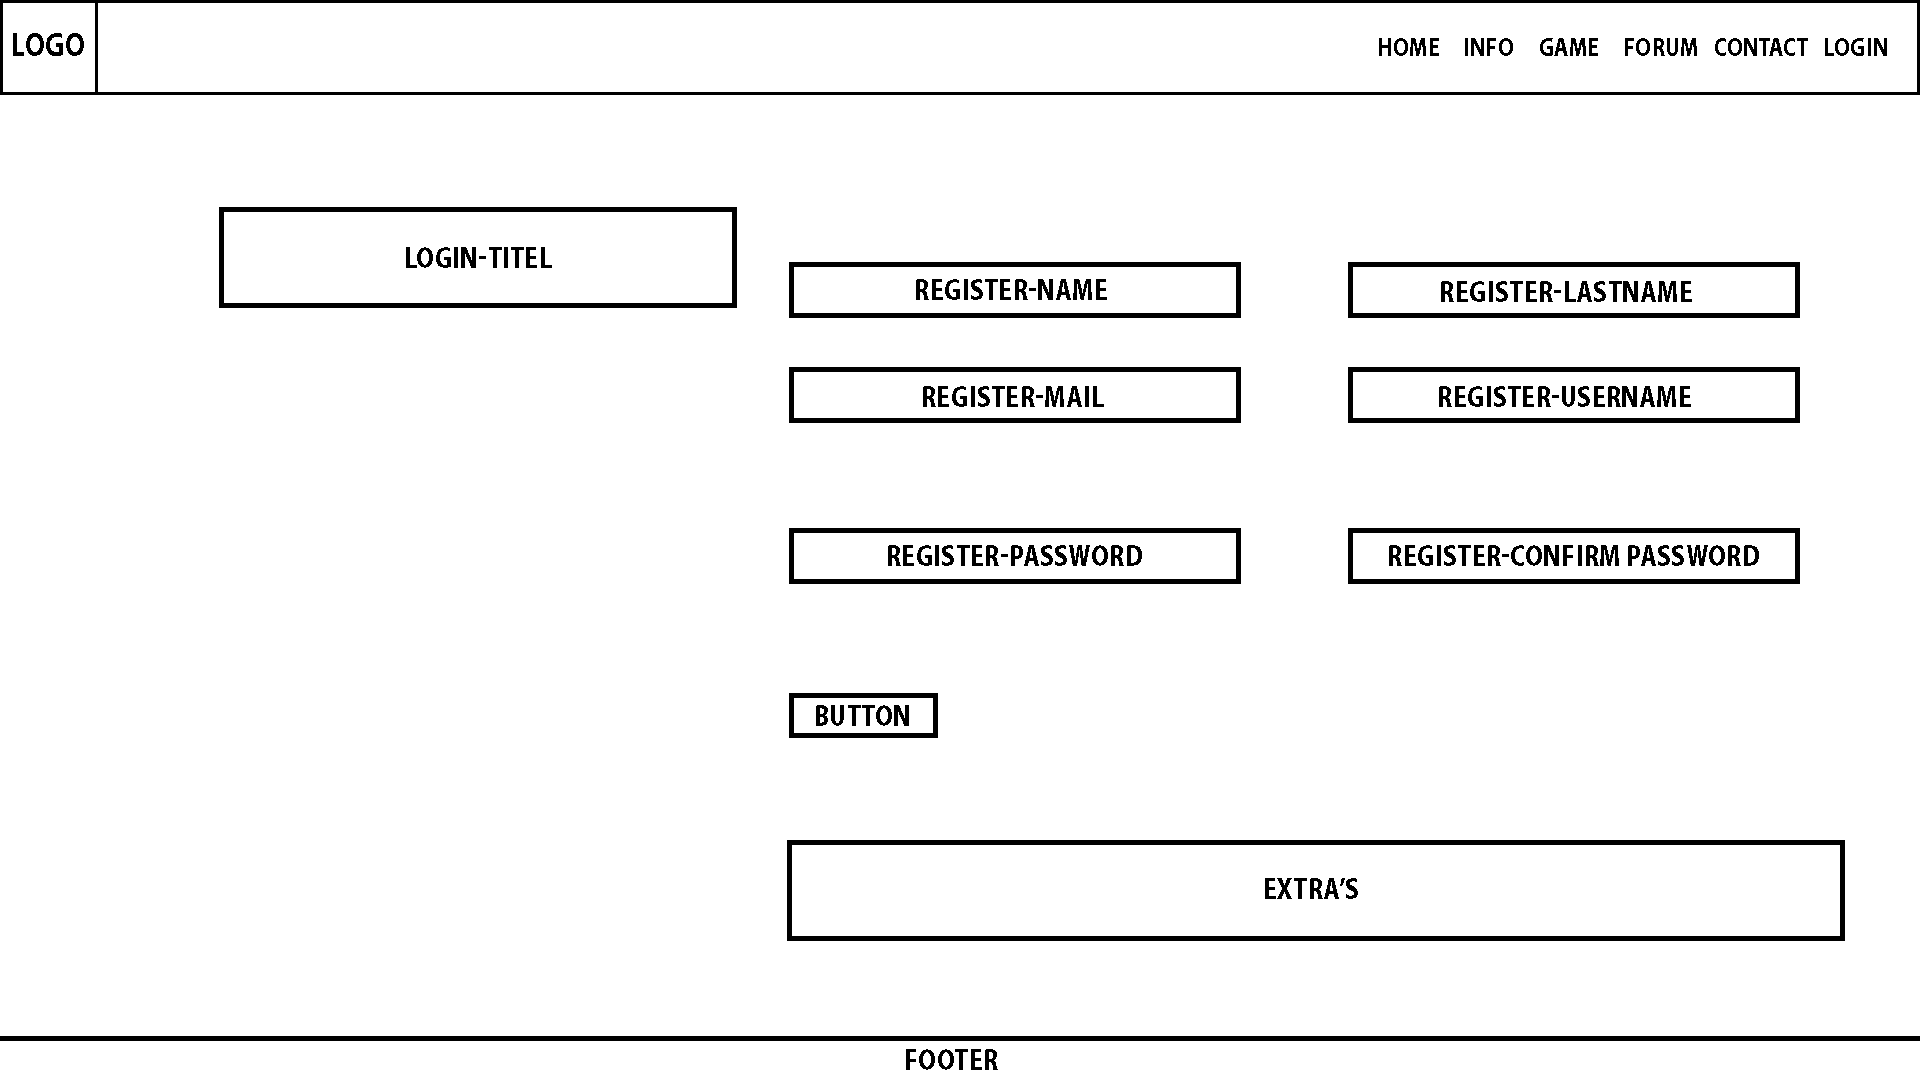 LOGO
HOME INFO GAME FORUM CONTACT LOGIN
LOGIN-TITEL
REGISTER-NAME
REGISTER-LASTNAME
REGISTER-MAIL
REGISTER-USERNAME
REGISTER-PASSWORD
REGISTER-CONFIRM PASSWORD
BUTTON
EXTRA’S
FOOTER